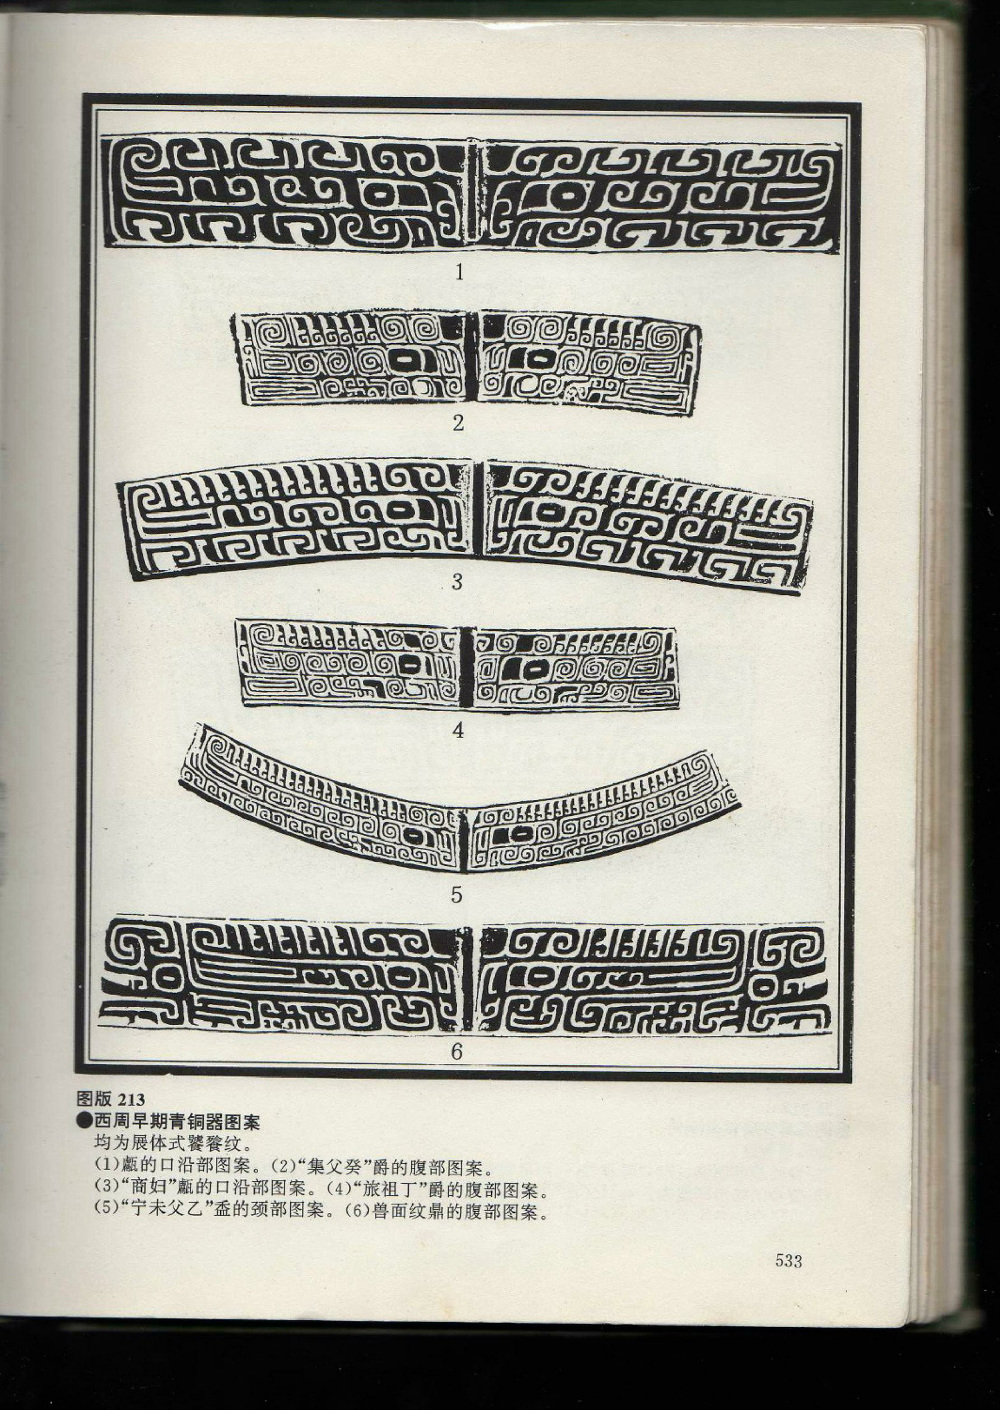 1
2
3
4
5
6
图版 213
●西周早期青铜器图案
均为展体式饕餮纹。
(1)甗的口沿部图案。(2)“集父癸”爵的腹部图案。
(3)“商妇”甗的口沿部图案。(4)“旅祖丁”爵的腹部图案。
(5)“宁未父乙”盉的颈部图案。(6)兽面纹鼎的腹部图案。
533